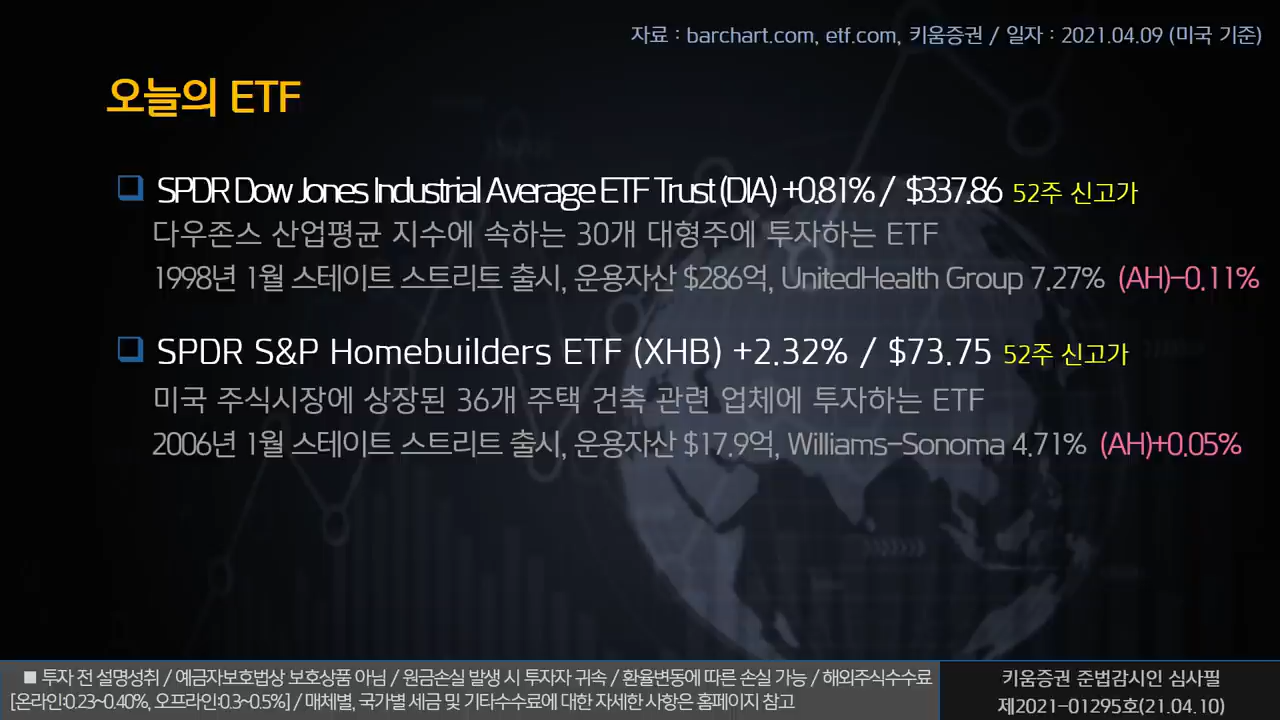 자료 : barchart.com, etf.com, 키움증권 / 일자 : 2021.04.09 (미국 기준)
오늘의 ETF
❑ SPDR Dow Jones Industrial Average ETF Trust (DIA) +0.81% / $337.86 52주 신고가
다우존스 산업평균 지수에 속하는 30개 대형주에 투자하는 ETF
1998년 1월 스테이트 스트리트 출시, 운용자산 $286억, UnitedHealth Group 7.27% (AH)-0.11%
❑ SPDR S&P Homebuilders ETF (XHB) +2.32% / $73.75 52주 신고가
미국 주식시장에 상장된 36개 주택 건축 관련 업체에 투자하는 ETF
2006년 1월 스테이트 스트리트 출시, 운용자산 $17.9억, Williams-Sonoma 4.71% (AH)+0.05%
■ 투자 전 설명성취 / 예금자보호법상 보호상품 아님 / 원금손실 발생 시 투자자 귀속 / 환율변동에 따른 손실 가능 / 해외주식수수료
[온라인:0.23~0.40%, 오프라인:0.3~0.5%] / 매체별, 국가별 세금 및 기타수수료에 대한 자세한 사항은 홈페이지 참고
키움증권 준법감시인 심사필
제2021-01295호(21.04.10)